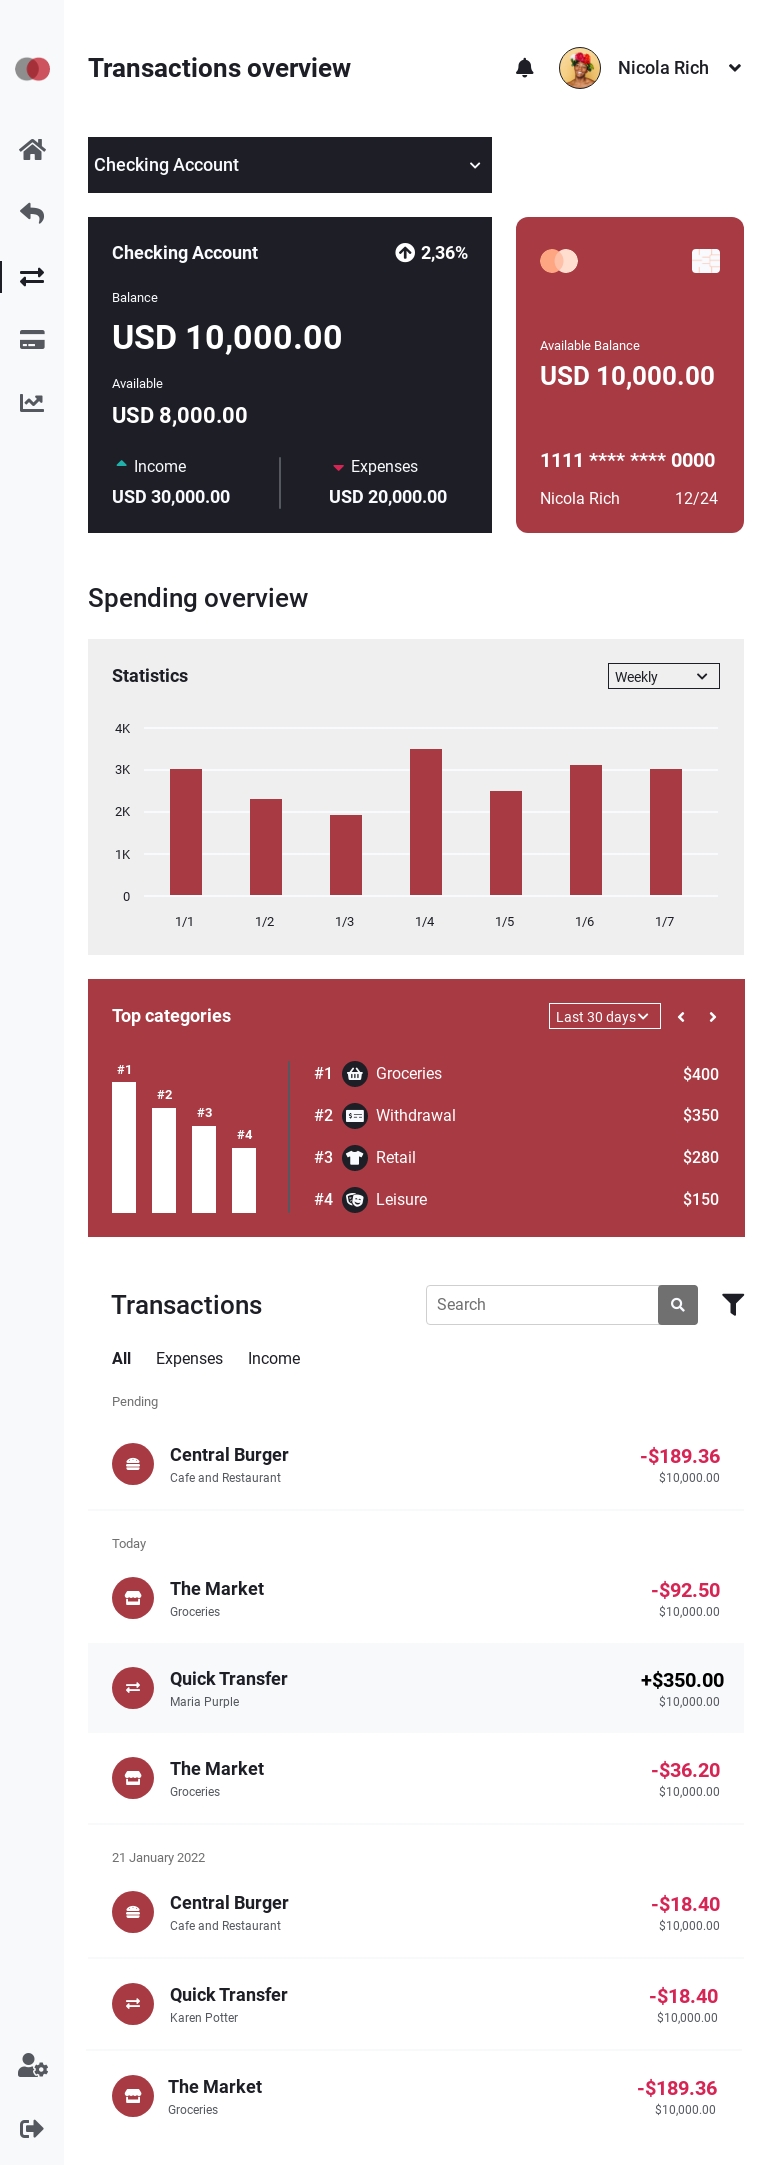 Transactions overview
Nicola Rich
Checking Account
Checking Account
2,36%
Balance
USD 10,000.00
Available
USD 8,000.00
Income
Expenses
USD 30,000.00
USD 20,000.00
Available Balance
USD 10,000.00
1111 **** **** 0000
Nicola Rich
12/24
Spending overview
Statistics
Weekly
4K
3K
2K
1K
0
1/1
1/2
1/3
1/4
1/5
1/6
1/7
Top categories
Last 30 days
#1
#2
#3
#4
#1 Groceries $400
#2 Withdrawal $350
#3 Retail $280
#4 Leisure $150
Transactions
Search
All Expenses Income
Pending
Central Burger -$189.36
Cafe and Restaurant $10,000.00
Today
The Market -$92.50
Groceries $10,000.00
Quick Transfer +$350.00
Maria Purple $10,000.00
The Market -$36.20
Groceries $10,000.00
21 January 2022
Central Burger -$18.40
Cafe and Restaurant $10,000.00
Quick Transfer -$18.40
Karen Potter $10,000.00
The Market -$189.36
Groceries $10,000.00